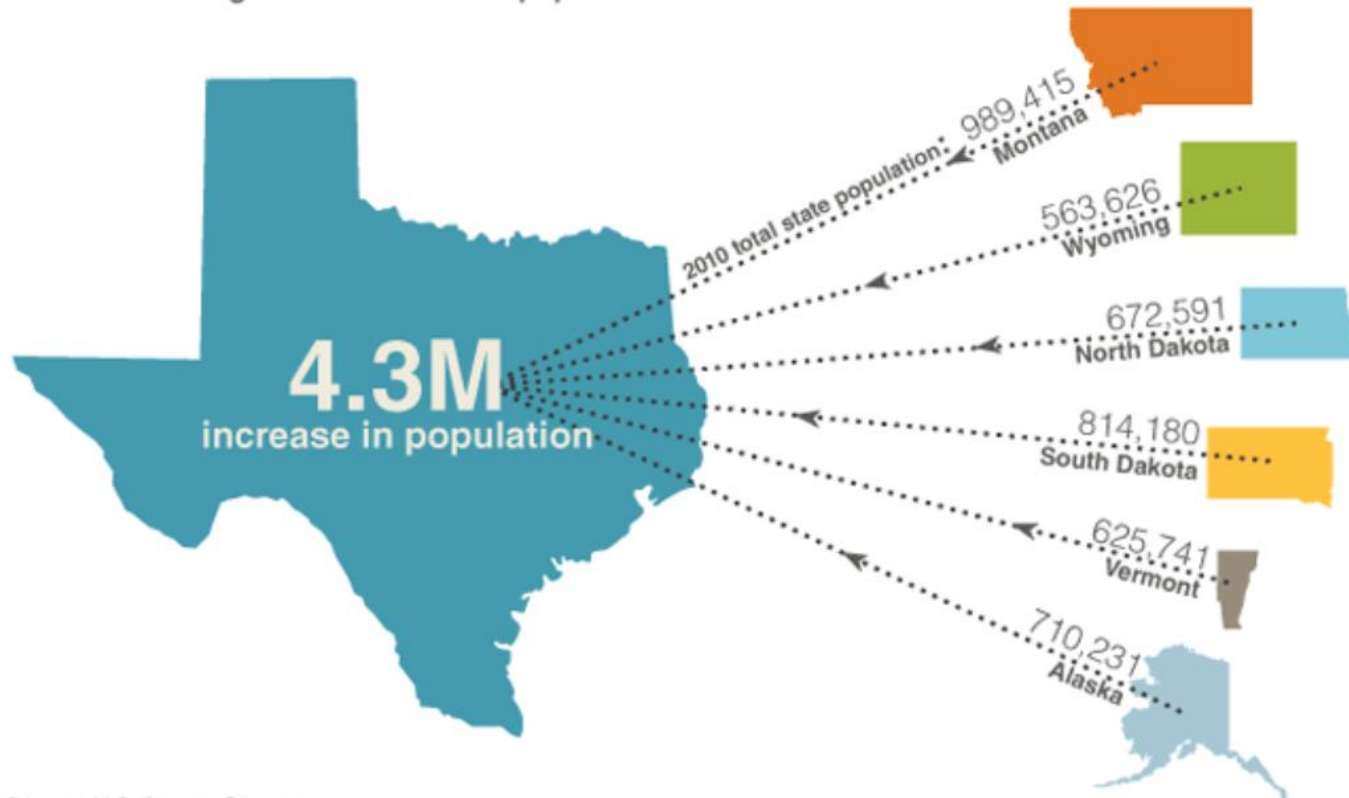 2010 total state population:
989,415
Montana
563,626
Wyoming
672,591
North Dakota
4.3M
increase in population
814,180
South Dakota
625,741
Vermont
710,231
Alaska